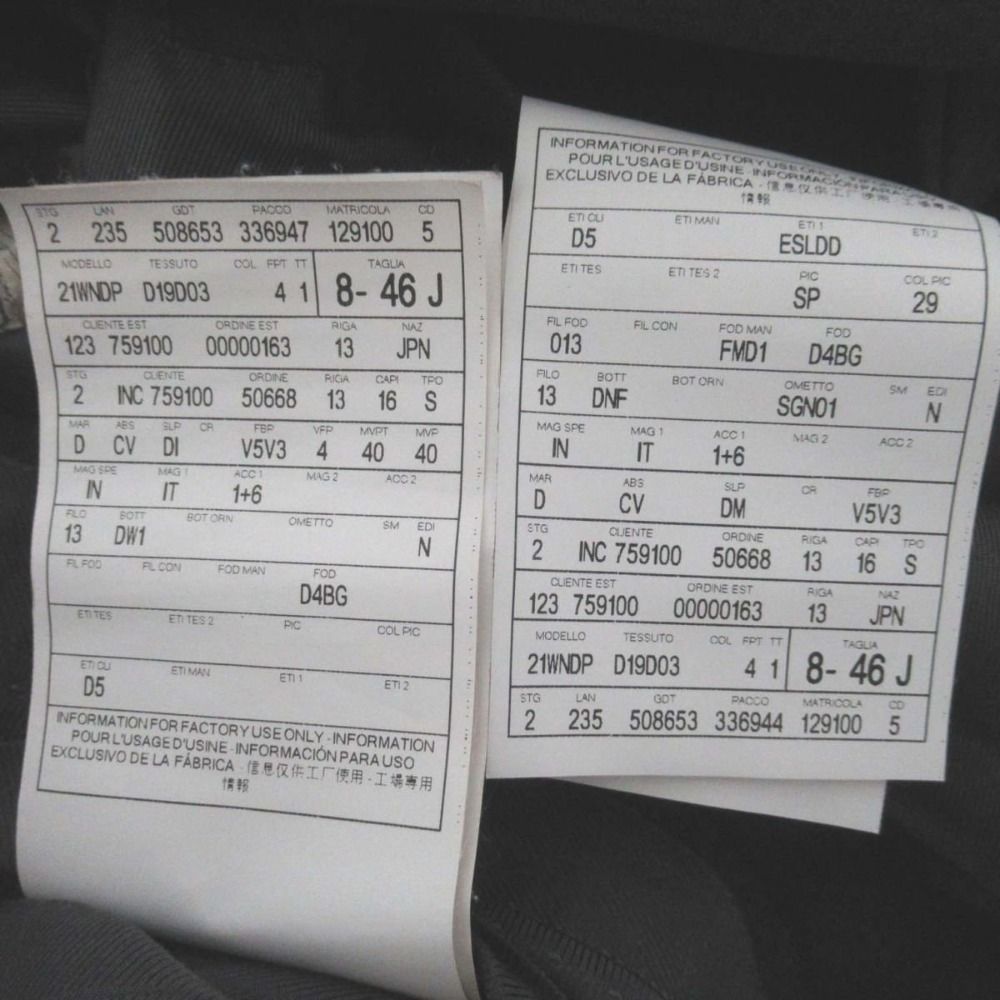 STG LAN GDT PACCO MATRICOLA CD
2 235 508653 336947 129100 5
MODELLO TESSUTO COL FPT TT TAGLIA
21WNDP D19D03 4 1 8- 46 J
CLIENTE EST ORDINE EST RIGA NAZ
123 759100 00000163 13 JPN
STG CLIENTE ORDINE RIGA CAPI TPO
2 INC 759100 50668 13 16 S
MAR ABS SLP CR FBP VFP MVPT MVP
D CV DI V5V3 4 40 40
MAG SPE MAG 1 ACC 1 MAG 2 ACC 2
IN IT 1+6
FILO BOTT BOT ORN OMETTO SM EDI
13 DW1 N
FIL FOD FIL CON FOD MAN FOD
D4BG
ETI TES ETI TES 2 PIC COL PIC
ETI CU ETI MAN ETI 1 ETI 2
D5
INFORMATION FOR FACTORY USE ONLY - INFORMATION
POUR L'USAGE D'USINE - INFORMACIÓN PARA USO
EXCLUSIVO DE LA FÁBRICA - 信息仅供工厂使用 - 工場専用
情報
INFORMATION FOR FACTORY USE ONLY
POUR L'USAGE D'USINE - INFORMACIÓN PARA
EXCLUSIVO DE LA FÁBRICA - 信息仅供工厂使用
情報
ETI CU ETI MAN ETI 1 ETI 2
D5 ESLDD
ETI TES ETI TES 2 PIC COL PIC
SP 29
FIL FOD FIL CON FOD MAN FOD
013 FMD1 D4BG
FILO BOTT BOT ORN OMETTO SM EDI
13 DNF SGN01 N
MAG SPE MAG 1 ACC 1 MAG 2 ACC 2
IN IT 1+6
MAR ABS SLP CR FBP
D CV DM V5V3
STG CLIENTE ORDINE RIGA CAPI TPO
2 INC 759100 50668 13 16 S
CLIENTE EST ORDINE EST RIGA NAZ
123 759100 00000163 13 JPN
MODELLO TESSUTO COL FPT TT TAGLIA
21WNDP D19D03 4 1 8- 46 J
STG LAN GDT PACCO MATRICOLA CD
2 235 508653 336944 129100 5